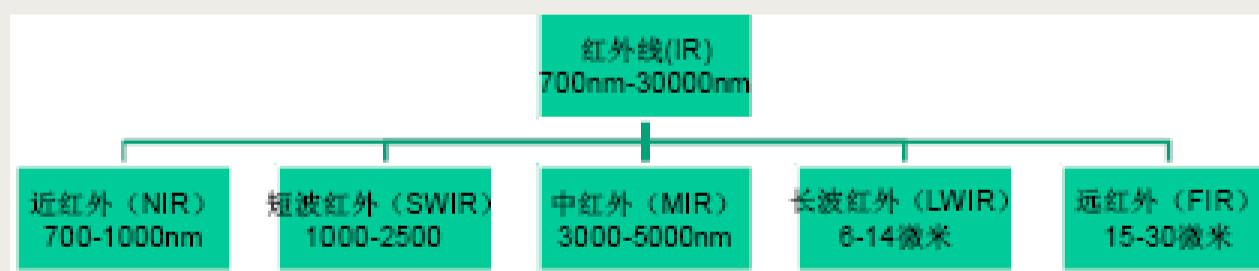 红外线(IR)
700nm-30000nm
近红外（NIR）
700-1000nm
短波红外（SWIR）
1000-2500
中红外（MIR）
3000-5000nm
长波红外（LWIR）
6-14微米
远红外（FIR）
15-30微米